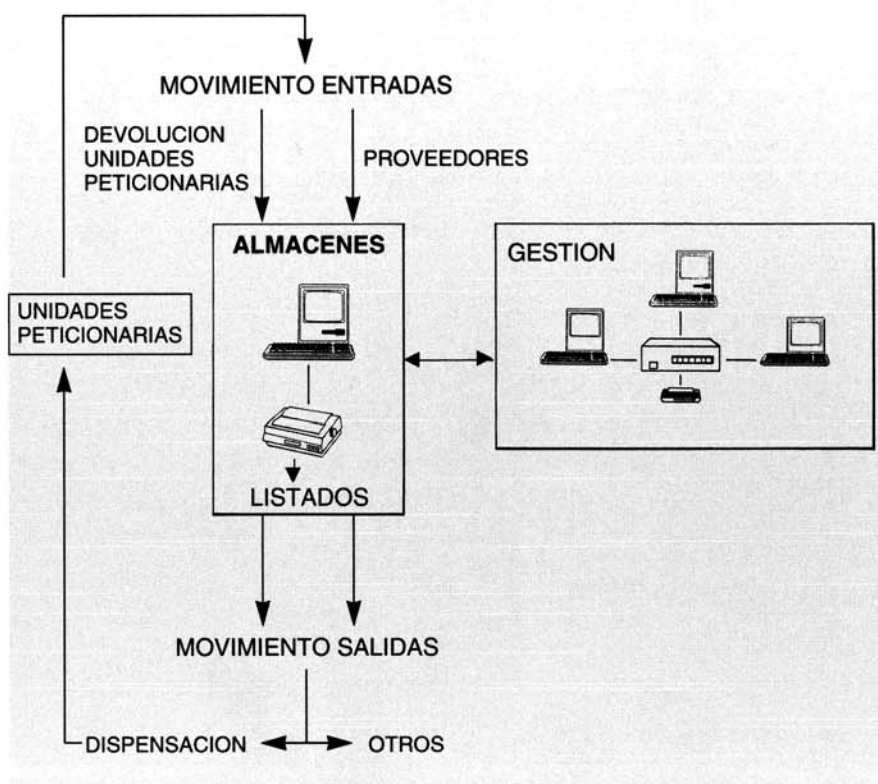 MOVIMIENTO ENTRADAS
DEVOLUCION
UNIDADES
PETICIONARIAS
PROVEEDORES
ALMACENES
GESTION
UNIDADES
PETICIONARIAS
LISTADOS
MOVIMIENTO SALIDAS
DISPENSACION
OTROS